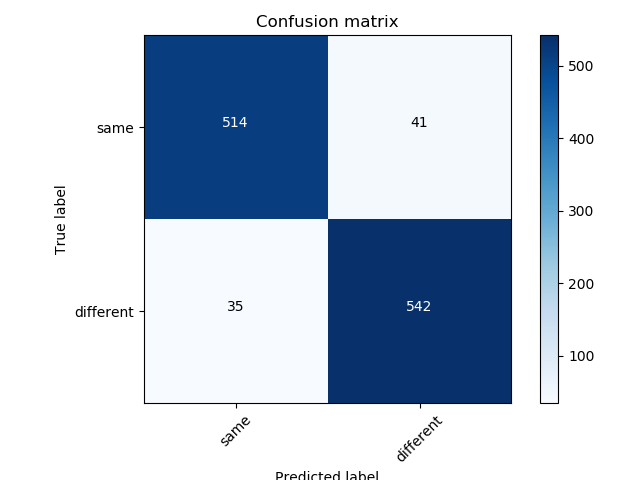 Confusion matrix
same
514
41
different
35
542
True label
same
different
Predicted label
500
400
300
200
100